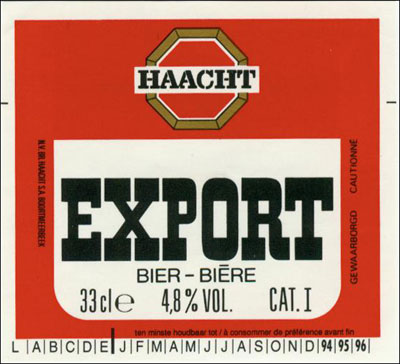 HAACHT
N.V. BR. HAACHT S.A. BOORTMEERBEEK
EXPORT
BIER - BIÈRE
33 cl e 4,8 % VOL. CAT. I
GEWAARBORGD CAUTIONNÉ
ten minste houdbaar tot / à consommer de préférence avant fin
L A B C D E J F M A M J J A S O N D 94 95 96